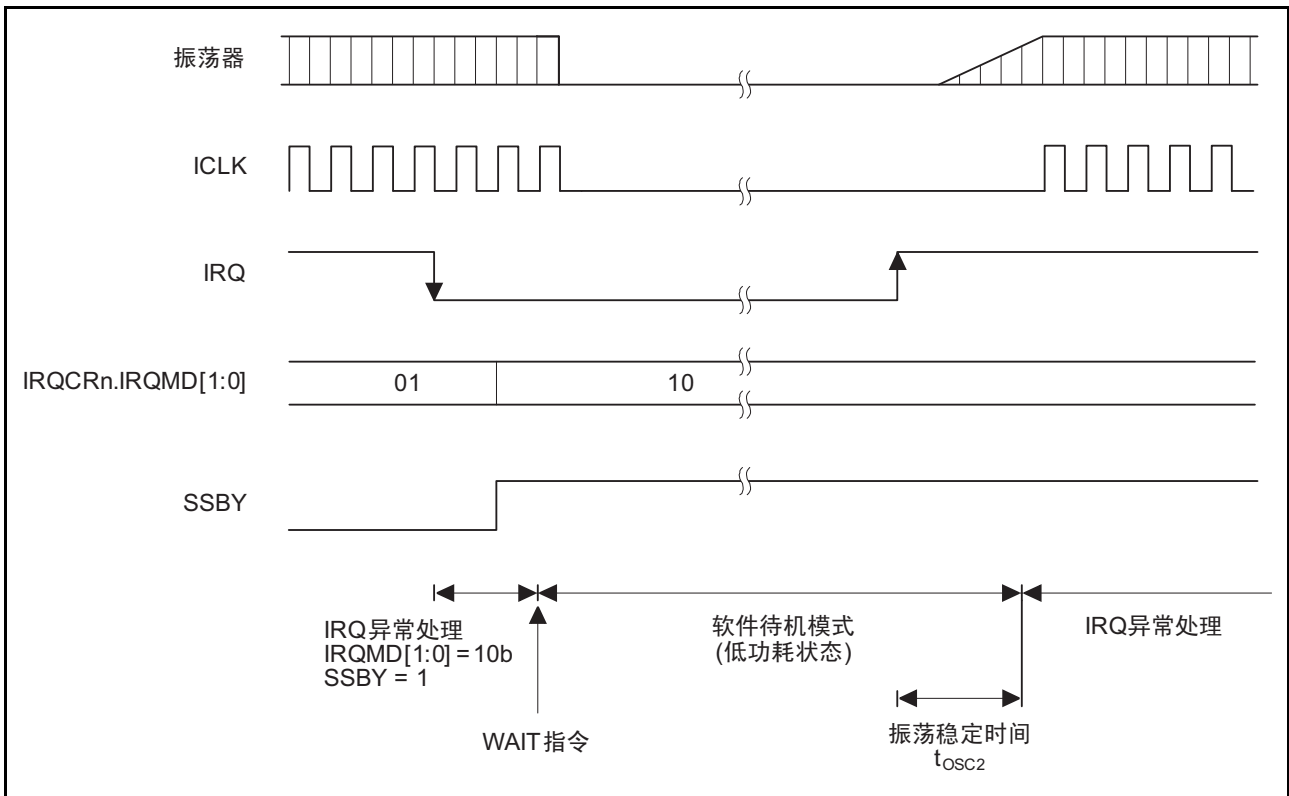 振荡器
ICLK
IRQ
IRQCRn.IRQMD[1:0]
01
10
SSBY
IRQ异常处理
IRQMD[1:0] = 10b
SSBY = 1
WAIT指令
软件待机模式
(低功耗状态)
振荡稳定时间
tOSC2
IRQ异常处理